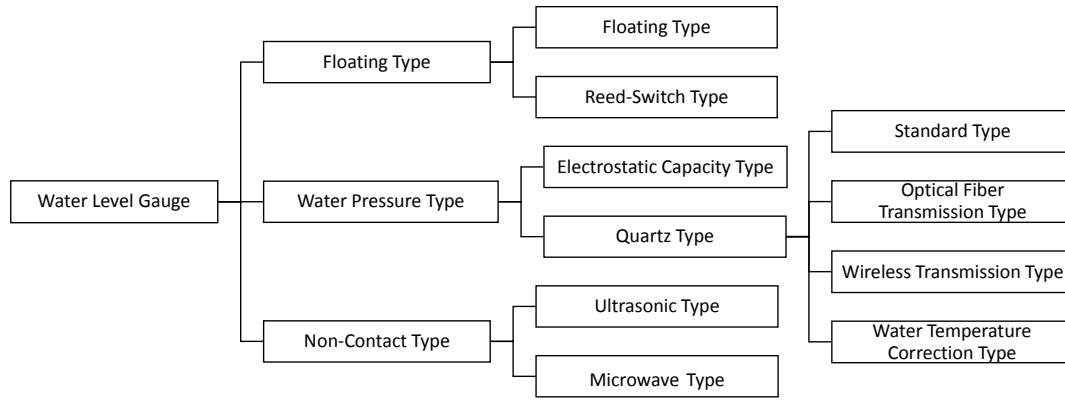 Floating Type
Floating Type
Reed-Switch Type
Standard Type
Electrostatic Capacity Type
Water Level Gauge
Water Pressure Type
Optical Fiber
Transmission Type
Quartz Type
Wireless Transmission Type
Ultrasonic Type
Non-Contact Type
Water Temperature
Correction Type
Microwave Type